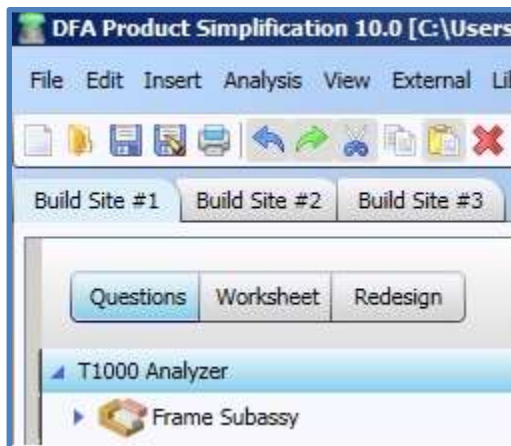 DFA Product Simplification 10.0 [C:\Users
File Edit Insert Analysis View External Li
Build Site #1 Build Site #2 Build Site #3
Questions Worksheet Redesign
T1000 Analyzer
Frame Subassy